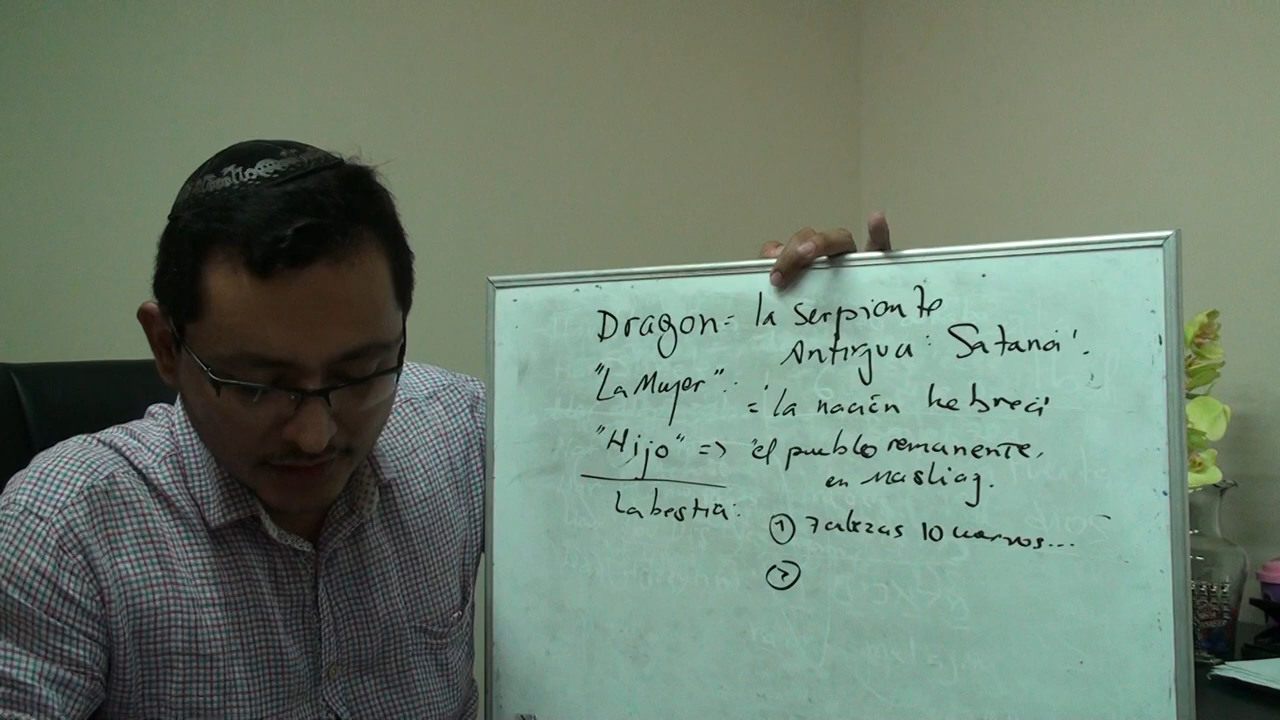 Dragon = la serpiente
Antigua: Satanás.
"La Mujer": = la nación hebrea
"Hijo" => el pueblo remanente,
en Mashiaj.
La bestia: ① 7 cabezas 10 cuernos...
②